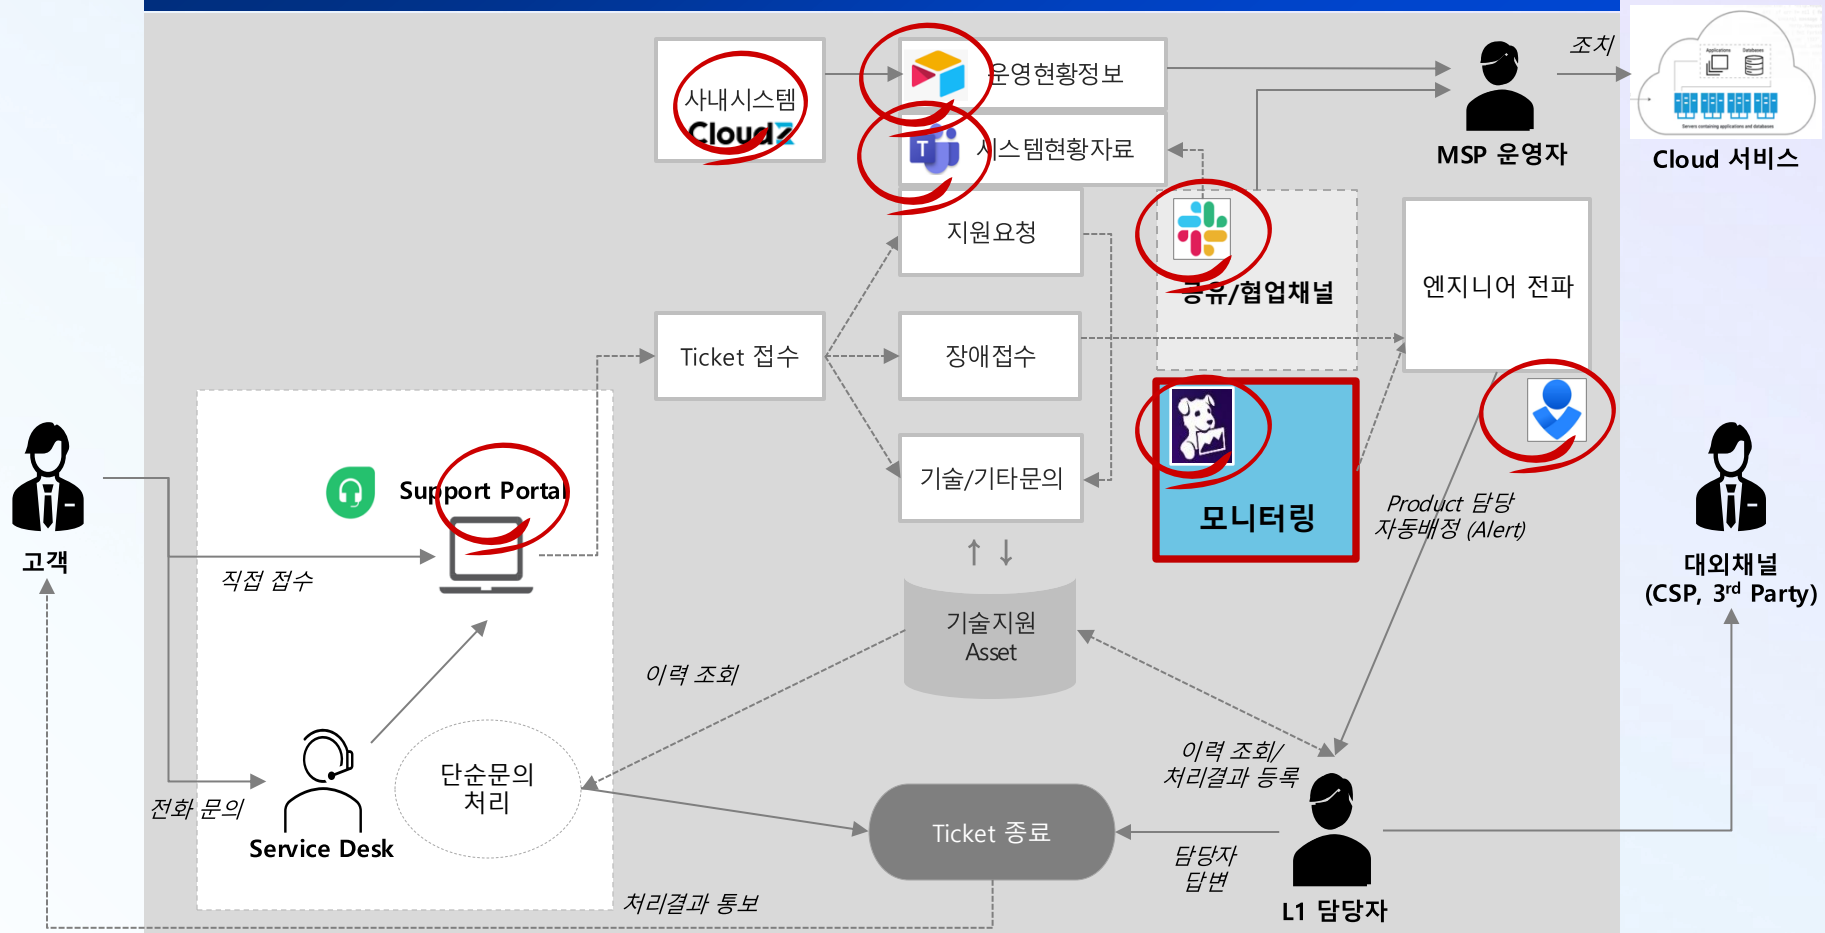 사내시스템
CloudZ
운영현황정보
T
시스템현황자료
지원요청
MSP 운영자
조치
Applications
Databases
Servers containing applications and databases
Cloud 서비스
공유/협업채널
엔지니어 전파
Ticket 접수
장애접수
기술/기타문의
모니터링
Product 담당
자동배정 (Alert)
Support Portal
고객
직접 접수
대외채널
(CSP, 3rd Party)
기술지원
Asset
이력 조회
이력 조회/
처리결과 등록
단순문의
처리
전화 문의
Service Desk
Ticket 종료
담당자
답변
L1 담당자
처리결과 통보